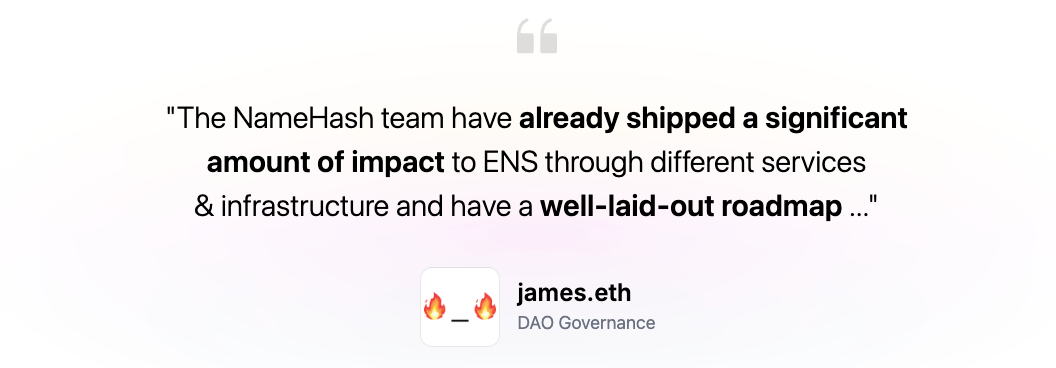 "The NameHash team have already shipped a significant
amount of impact to ENS through different services
& infrastructure and have a well-laid-out roadmap ..."
james.eth
DAO Governance